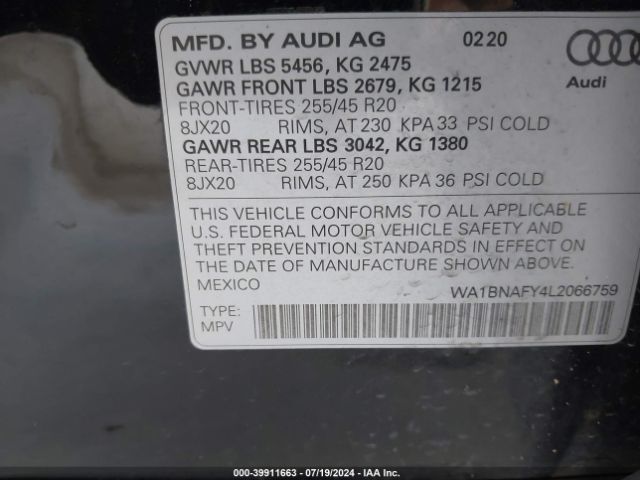 MFD. BY AUDI AG 02 20
GVWR LBS 5456, KG 2475
GAWR FRONT LBS 2679, KG 1215
Audi
FRONT-TIRES 255/45 R20
8JX20 RIMS, AT 230 KPA 33 PSI COLD
GAWR REAR LBS 3042, KG 1380
REAR-TIRES 255/45 R20
8JX20 RIMS, AT 250 KPA 36 PSI COLD
THIS VEHICLE CONFORMS TO ALL APPLICABLE
U.S. FEDERAL MOTOR VEHICLE SAFETY AND
THEFT PREVENTION STANDARDS IN EFFECT ON
THE DATE OF MANUFACTURE SHOWN ABOVE.
MEXICO WA1BNAFY4L2066759
TYPE:
MPV
000-39911663 - 07/19/2024 - IAA Inc.